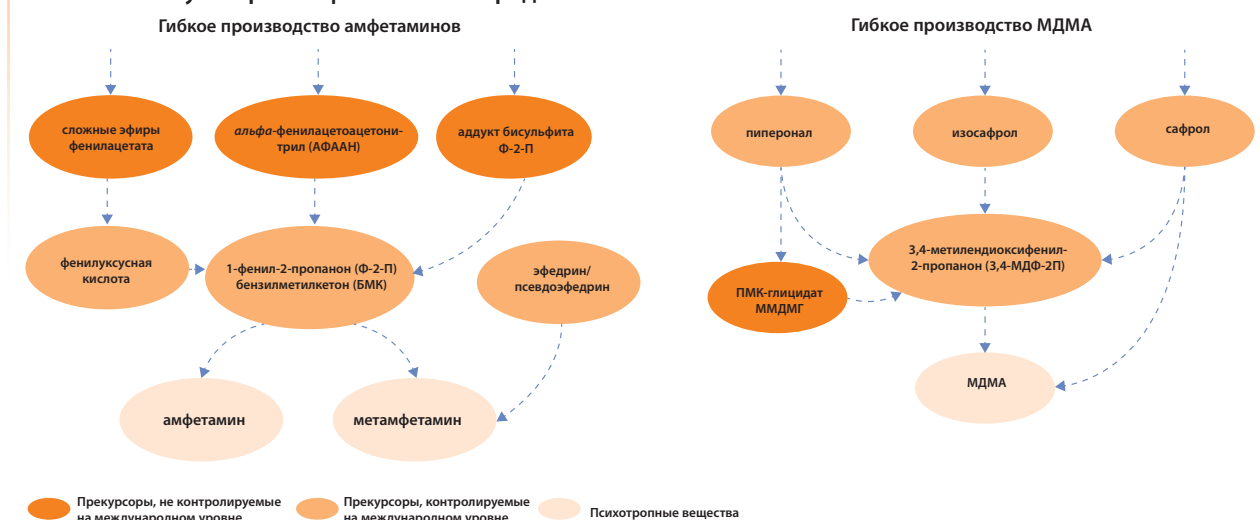 Гибкое производство амфетаминов
Гибкое производство МДМА
сложные эфиры
фенилацетата
альфа-фенилацетоацетони-
трил (АФААН)
аддукт бисульфита
Ф-2-П
фенилуксусная
кислота
1-фенил-2-пропанон (Ф-2-П)
бензилметилкетон (БМК)
эфедрин/
псевдоэфедрин
амфетамин
метамфетамин
пиперонал
изосафрол
сафрол
3,4-метилендиоксифенил-
2-пропанон (3,4-МДФ-2П)
ПМК-глицидат
ММДМГ
МДМА
Прекурсоры, не контролируемые
на международном уровне
Прекурсоры, контролируемые
на международном уровне
Психотропные вещества